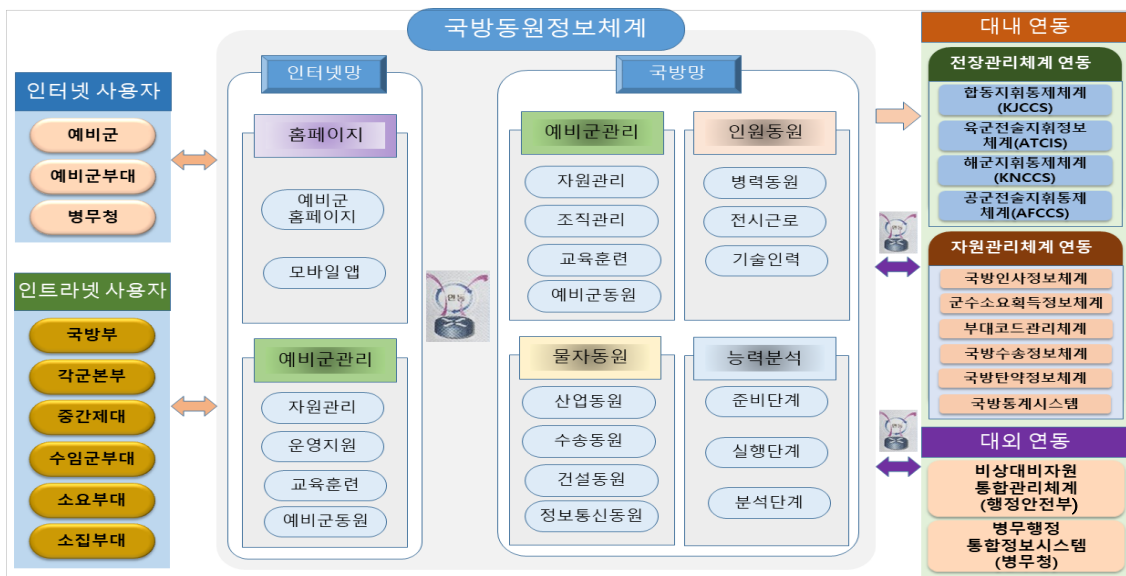 국방동원정보체계
인터넷 사용자
예비군
예비군부대
병무청
인트라넷 사용자
국방부
각군본부
중간제대
수임군부대
소요부대
소집부대
인터넷망
홈페이지
예비군
홈페이지
모바일 앱
예비군관리
자원관리
운영지원
교육훈련
예비군동원
연동
국방망
예비군관리
자원관리
조직관리
교육훈련
예비군동원
인원동원
병력동원
전시근로
기술인력
물자동원
산업동원
수송동원
건설동원
정보통신동원
능력분석
준비단계
실행단계
분석단계
연동
연동
대내 연동
전장관리체계 연동
합동지휘통제체계
(KJCCS)
육군전술지휘정보
체계(ATCIS)
해군지휘통제체계
(KNCCS)
공군전술지휘통제
체계(AFCCS)
자원관리체계 연동
국방인사정보체계
군수소요획득정보체계
부대코드관리체계
국방수송정보체계
국방탄약정보체계
국방통계시스템
대외 연동
비상대비자원
통합관리체계
(행정안전부)
병무행정
통합정보시스템
(병무청)